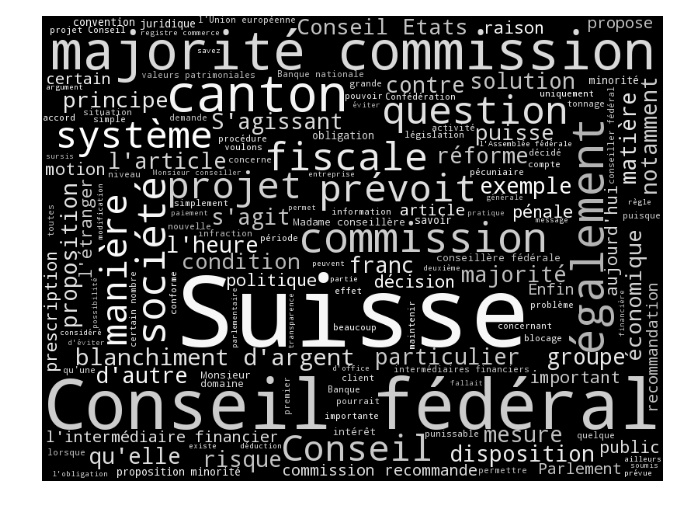 convention juridique l'Union européenne Conseil Etats raison propose
projet Conseil registre commerce savez
majorité commission
certain valeurs patrimoniales Banque nationale grande contre solution minorité
argument principe canton pouvoir Confédération uniquement
éviter question tonnage
accord situation demande S'agissant activité
simple procédure obligation législation puisse l'Assemblée fédérale conseiller fédéral
système voulons décidé
sursis l'article concerne fiscale réforme compte
motion niveau Monsieur conseiller entreprise pécuniaire
projet prévoit exemple générale règle
simplement permet information article pratique pénale puisque
toutes paiement s'agit Madame conseillère savoir message
nouvelle infraction
l'heure période commission
condition peuvent conseillère fédérale
politique partie franc deuxième majorité
conforme effet décision Enfin
Suisse problème
considère certain nombre beaucoup concernant
d'éviter blocage
blanchiment d'argent particulier groupe
qu'une d'office intermédiaires financiers
d'autre Monsieur client important
domaine Banque fallait
pourrait
Conseil fédéral
importante
l'intermédiaire financier intérêt punissable mesure quelque
lorsque existe déduction Conseil public
qu'elle risque disposition ailleurs
soumis
l'obligation proposition minorité commission recommande permettre Parlement prévue
prescription
proposition
l'étranger
modification
possibilité
manière
société
parlementaire
transparence
premier
maintenir
également
aujourd'hui
matière
notamment
économique
financière
recommandation